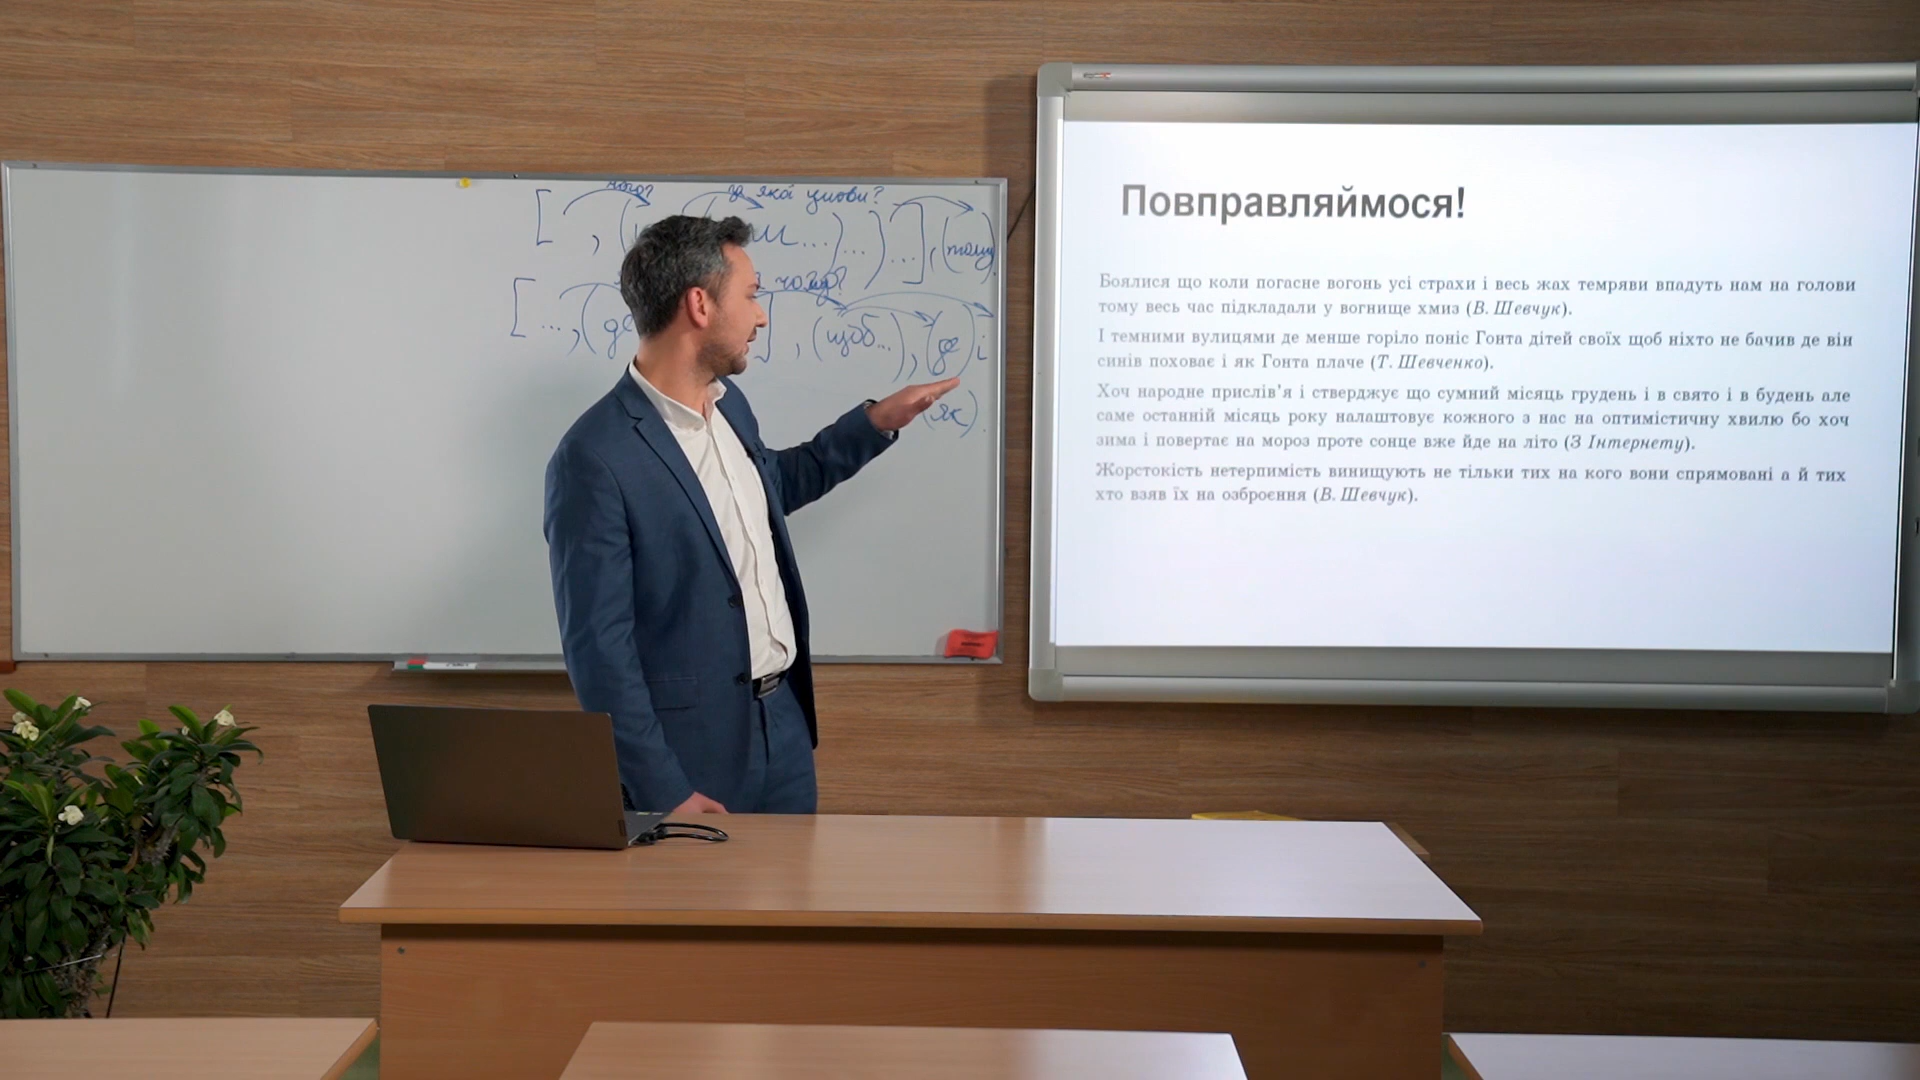 чого? за якої умови?
[ , ( ...)...)...], (тому).
чого?
[...,(де ] , (щоб...), (де) і
(як).
Повправляймося!
Боялися що коли погасне вогонь усі страхи і весь жах темряви впадуть нам на голови
тому весь час підкладали у вогнище хмиз (В. Шевчук).
І темними вулицями де менше горіло поніс Гонта дітей своїх щоб ніхто не бачив де він
синів поховає і як Гонта плаче (Т. Шевченко).
Хоч народне прислів’я і стверджує що сумний місяць грудень і в свято і в будень але
саме останній місяць року налаштовує кожного з нас на оптимістичну хвилю бо хоч
зима і повертає на мороз проте сонце вже йде на літо (З Інтернету).
Жорстокість нетерпимість винищують не тільки тих на кого вони спрямовані а й тих
хто взяв їх на озброєння (В. Шевчук).